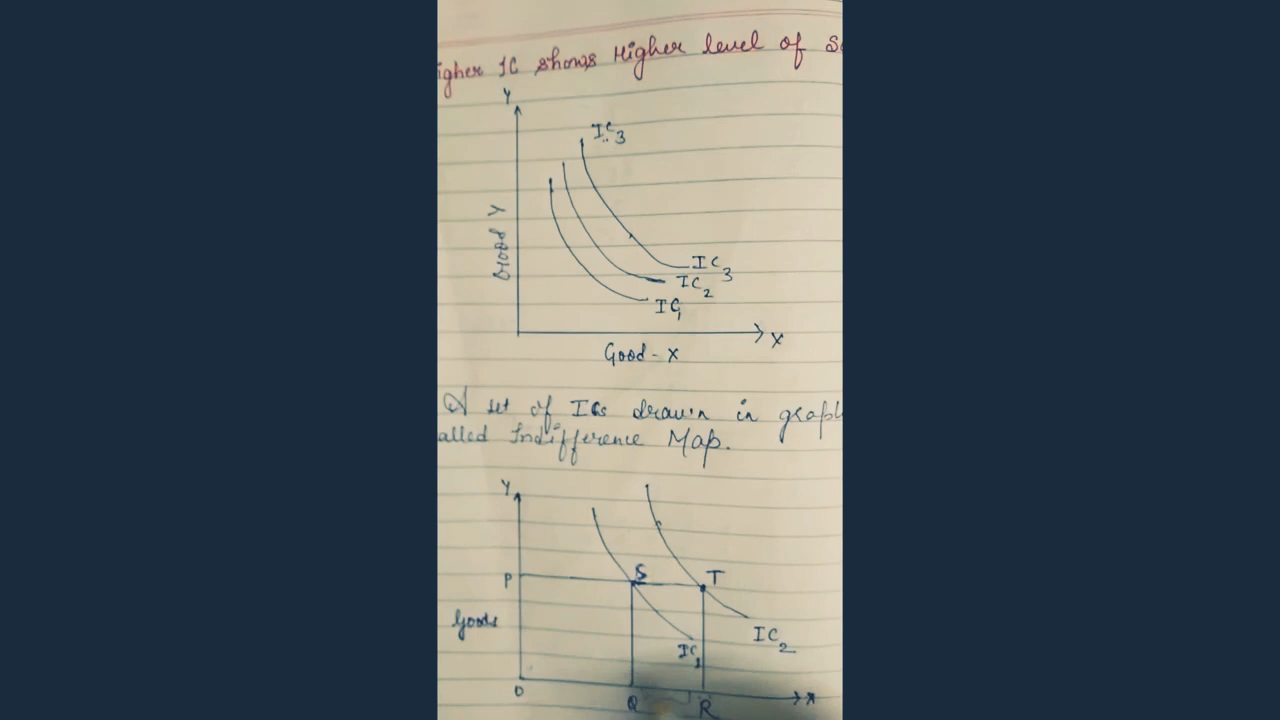 igher IC shows Higher level of S
Y
IC3
Good Y
IC3
IC2
IC1
X
Good - X
A set of ICs drawn in graph
alled Indifference Map.
Y
P
S
T
Goods
IC2
IC1
O
Q
R
X